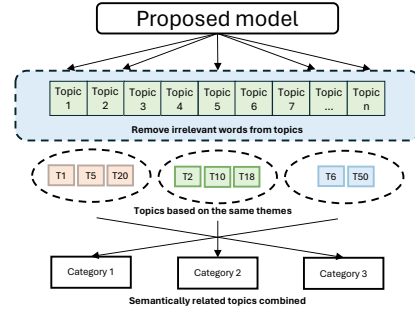 Proposed model
Topic 1 Topic 2 Topic 3 Topic 4 Topic 5 Topic 6 Topic 7 Topic ... Topic n
Remove irrelevant words from topics
T1 T5 T20 T2 T10 T18 T6 T50
Topics based on the same themes
Category 1 Category 2 Category 3
Semantically related topics combined